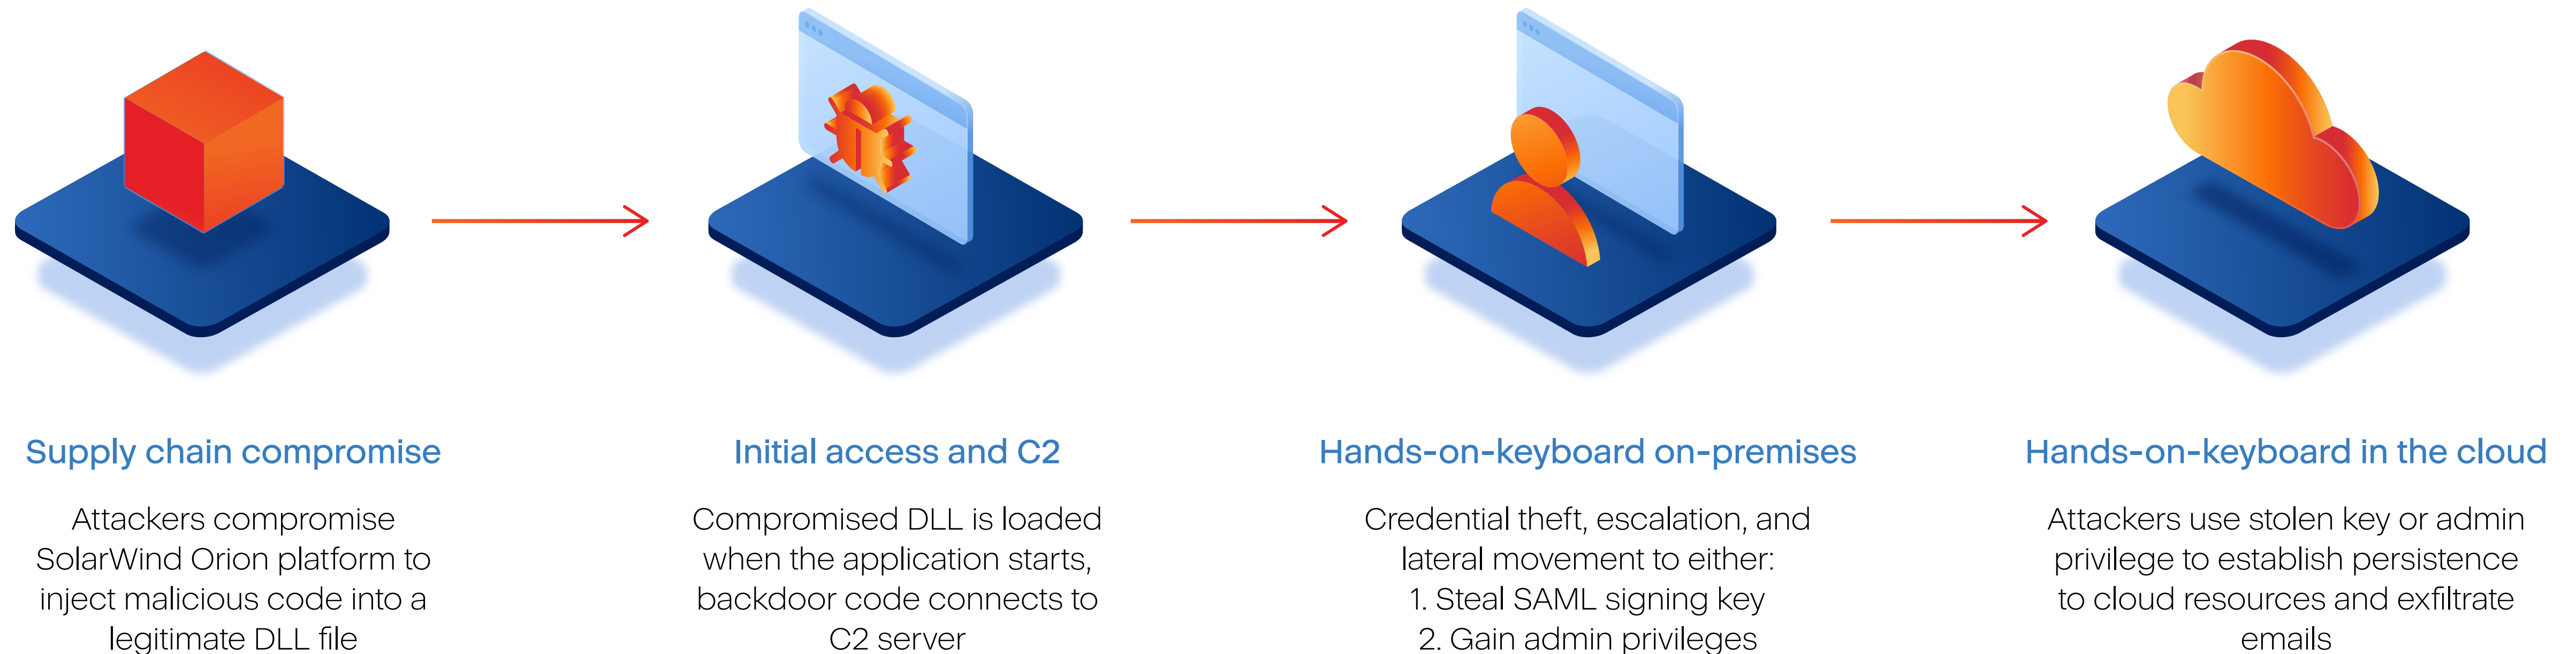 Supply chain compromise
Attackers compromise
SolarWind Orion platform to
inject malicious code into a
legitimate DLL file
Initial access and C2
Compromised DLL is loaded
when the application starts,
backdoor code connects to
C2 server
Hands-on-keyboard on-premises
Credential theft, escalation, and
lateral movement to either:
1. Steal SAML signing key
2. Gain admin privileges
Hands-on-keyboard in the cloud
Attackers use stolen key or admin
privilege to establish persistence
to cloud resources and exfiltrate
emails